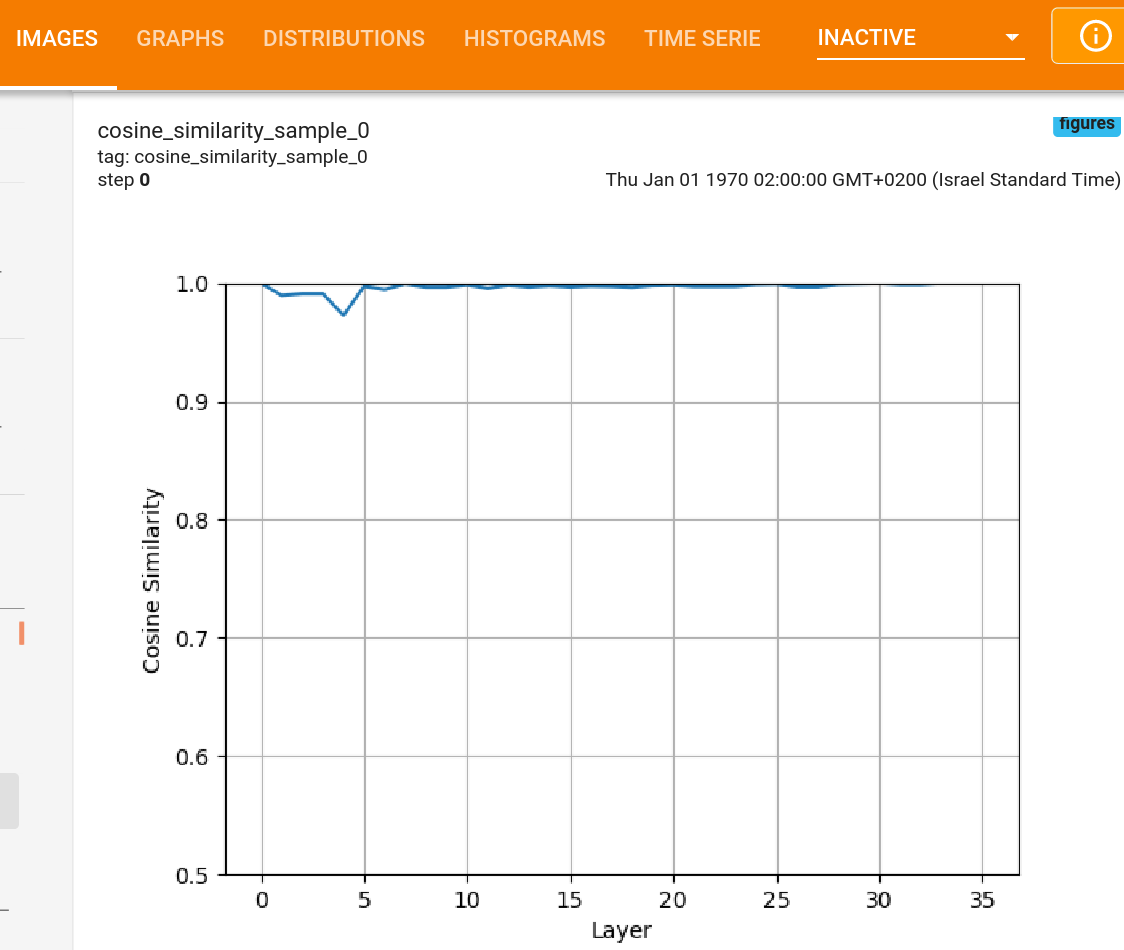 IMAGES GRAPHS DISTRIBUTIONS HISTOGRAMS TIME SERIE INACTIVE
cosine_similarity_sample_0 figures
tag: cosine_similarity_sample_0
step 0 Thu Jan 01 1970 02:00:00 GMT+0200 (Israel Standard Time)
1.0
0.9
0.8
0.7
0.6
0.5
Cosine Similarity
0 5 10 15 20 25 30 35
Layer